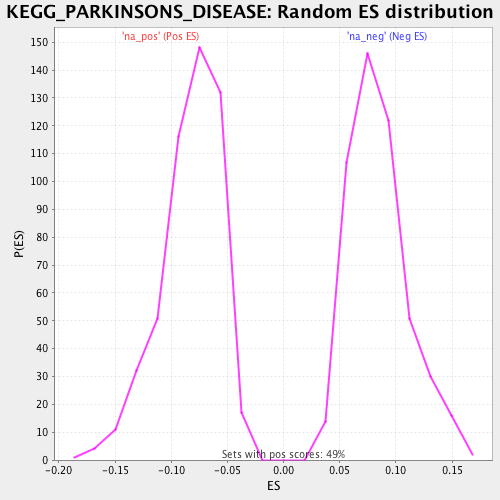 KEGG_PARKINSONS_DISEASE: Random ES distribution
'na_pos' (Pos ES)
'na_neg' (Neg ES)
150
140
130
120
110
100
90
80
70
60
50
40
30
20
10
0
P(ES)
Sets with pos scores: 49%
-0.20 -0.15 -0.10 -0.05 0.00 0.05 0.10 0.15
ES